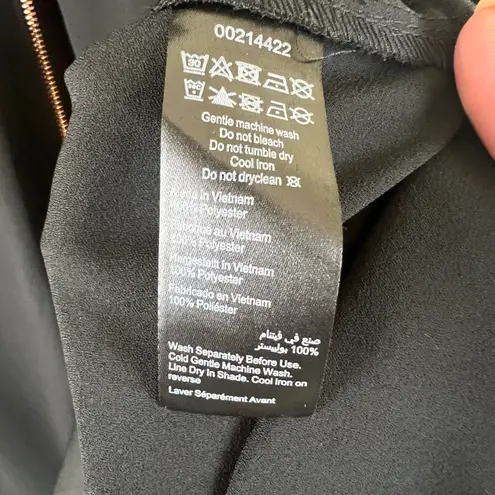 00214422
30
Gentle machine wash
Do not bleach
Do not tumble dry
Cool iron
Do not dryclean
Made in Vietnam
100% Polyester
Fabriqué au Vietnam
100% Polyester
Hergestellt in Vietnam
100% Polyester
Fabricado en Vietnam
100% Poliéster
صنع في فيتنام
100% بوليستر
Wash Separately Before Use.
Cold Gentle Machine Wash.
Line Dry in Shade. Cool iron on
reverse
Laver Séparément Avant